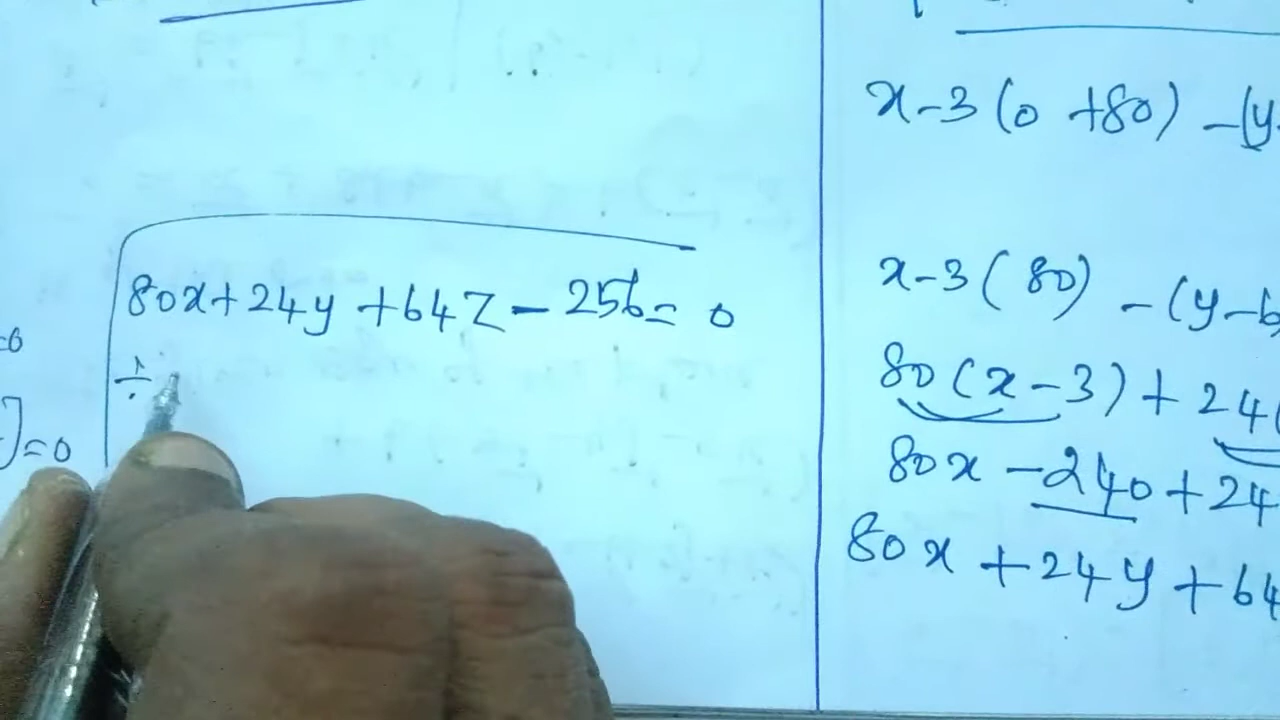 80x+24y+64z-256=0
÷
=0
]=0
x-3(0+80)-(y-
x-3(80)-(y-6
80(x-3)+24(
80x-240+24
80x+24y+64